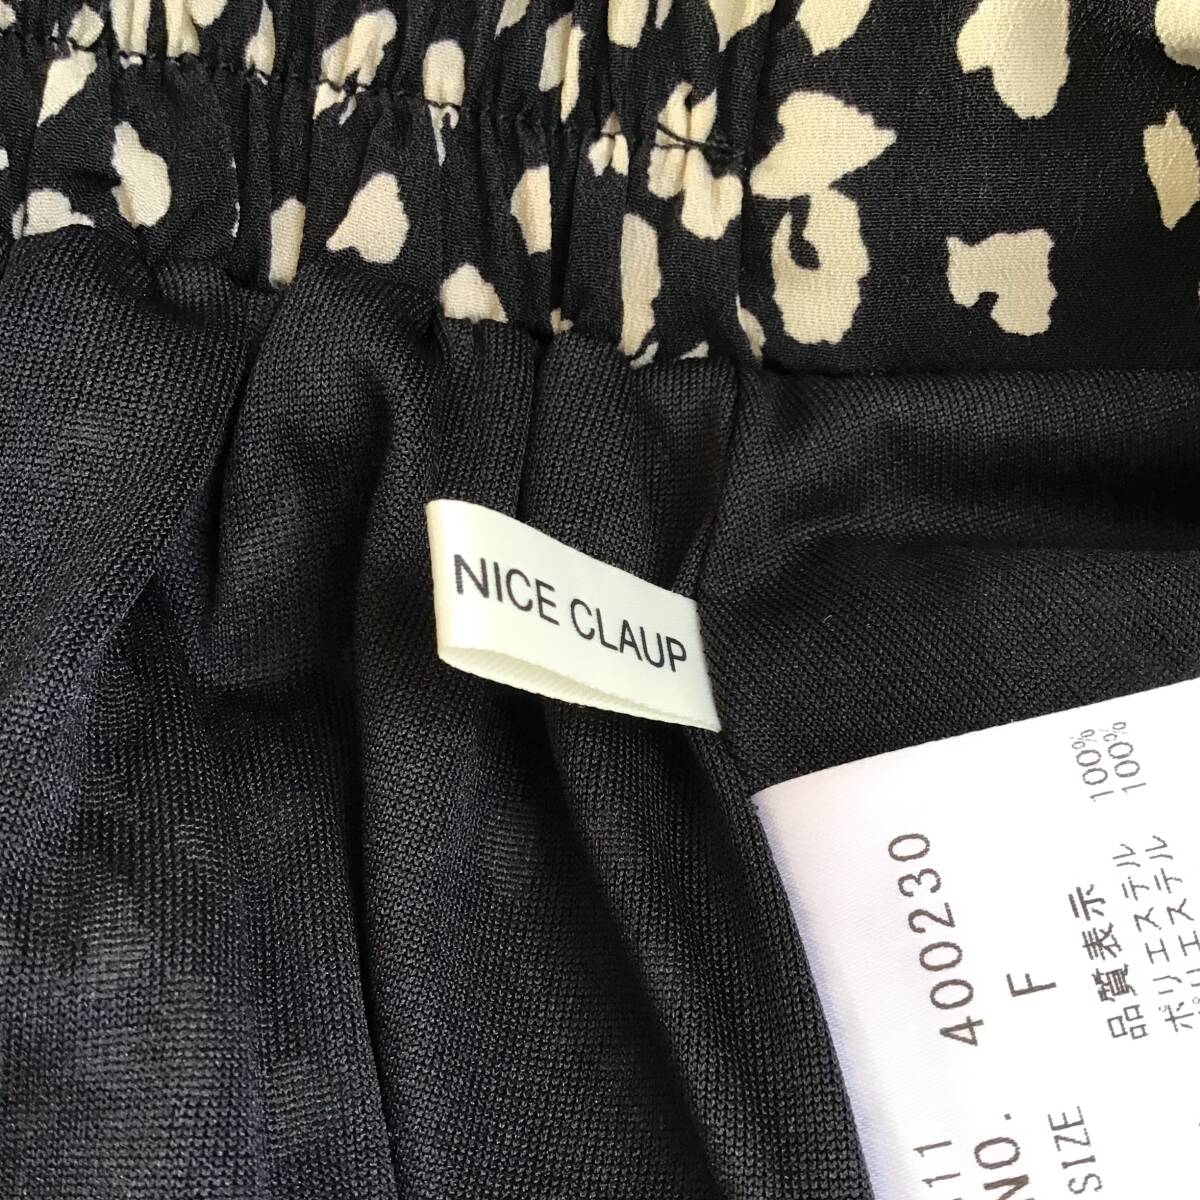 NICE CLAUP
11
NO. 400230
SIZE F
品質表示
ポリエステル 100%
ポリエステル 100%